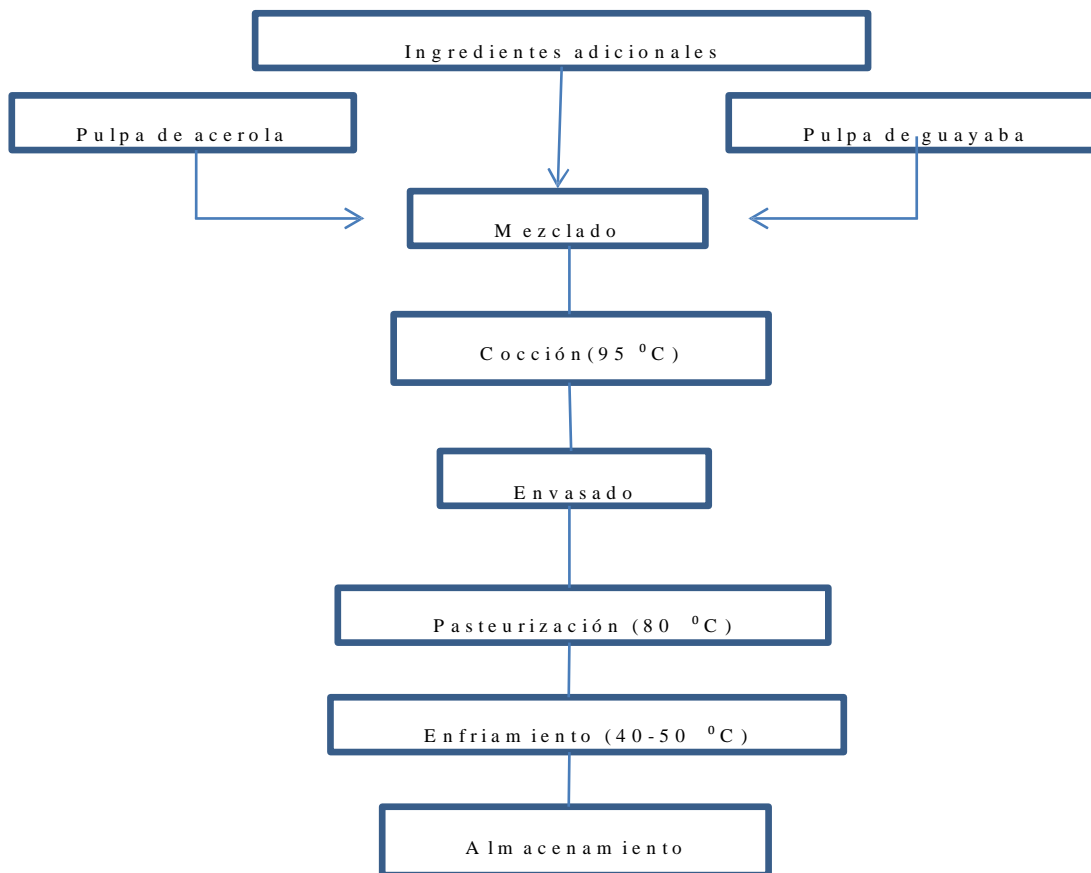 Ingredientes adicionales
Pulpa de acerola
Pulpa de guayaba
Mezclado
Cocción(95 ⁰C)
Envasado
Pasteurización (80 ⁰C)
Enfriamiento (40-50 ⁰C)
Almacenamiento